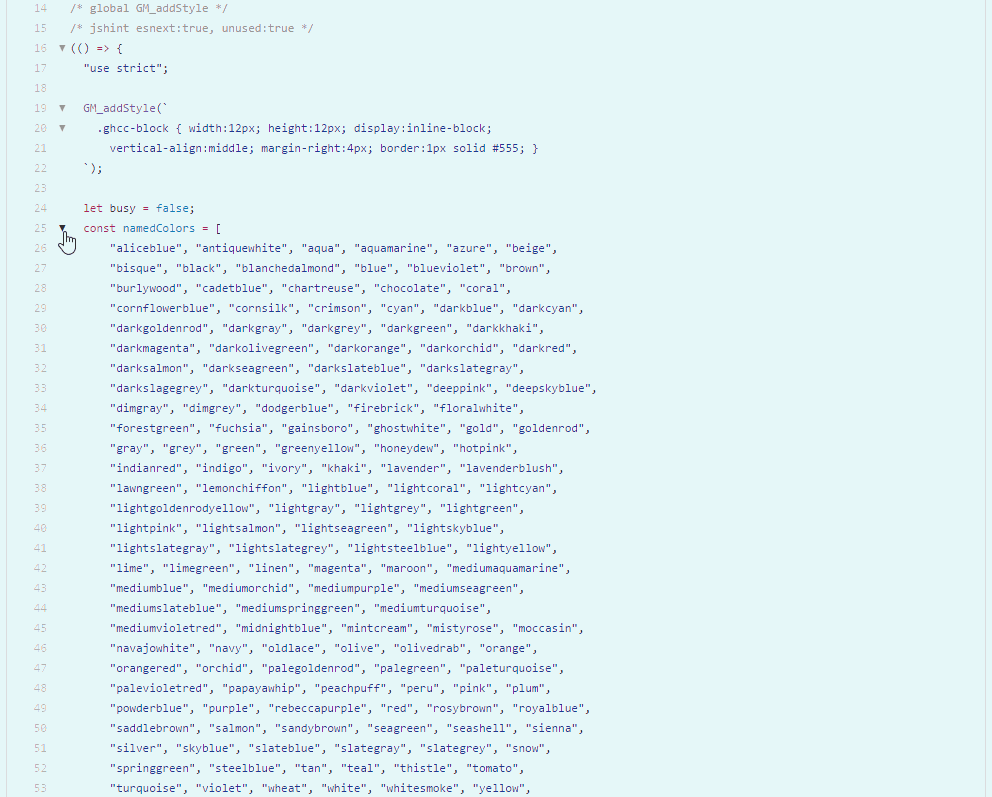 14 /* global GM_addStyle */
15 /* jshint esnext:true, unused:true */
16 ▼ (() => {
17 "use strict";
18
19 ▼ GM_addStyle(`
20 ▼ .ghcc-block { width:12px; height:12px; display:inline-block;
21 vertical-align:middle; margin-right:4px; border:1px solid #555; }
22 `);
23
24 let busy = false;
25 ▼ const namedColors = [
26 "aliceblue", "antiquewhite", "aqua", "aquamarine", "azure", "beige",
27 "bisque", "black", "blanchedalmond", "blue", "blueviolet", "brown",
28 "burlywood", "cadetblue", "chartreuse", "chocolate", "coral",
29 "cornflowerblue", "cornsilk", "crimson", "cyan", "darkblue", "darkcyan",
30 "darkgoldenrod", "darkgray", "darkgrey", "darkgreen", "darkkhaki",
31 "darkmagenta", "darkolivegreen", "darkorange", "darkorchid", "darkred",
32 "darksalmon", "darkseagreen", "darkslateblue", "darkslategray",
33 "darkslagegrey", "darkturquoise", "darkviolet", "deeppink", "deepskyblue",
34 "dimgray", "dimgrey", "dodgerblue", "firebrick", "floralwhite",
35 "forestgreen", "fuchsia", "gainsboro", "ghostwhite", "gold", "goldenrod",
36 "gray", "grey", "green", "greenyellow", "honeydew", "hotpink",
37 "indianred", "indigo", "ivory", "khaki", "lavender", "lavenderblush",
38 "lawngreen", "lemonchiffon", "lightblue", "lightcoral", "lightcyan",
39 "lightgoldenrodyellow", "lightgray", "lightgrey", "lightgreen",
40 "lightpink", "lightsalmon", "lightseagreen", "lightskyblue",
41 "lightslategray", "lightslategrey", "lightsteelblue", "lightyellow",
42 "lime", "limegreen", "linen", "magenta", "maroon", "mediumaquamarine",
43 "mediumblue", "mediumorchid", "mediumpurple", "mediumseagreen",
44 "mediumslateblue", "mediumspringgreen", "mediumturquoise",
45 "mediumvioletred", "midnightblue", "mintcream", "mistyrose", "moccasin",
46 "navajowhite", "navy", "oldlace", "olive", "olivedrab", "orange",
47 "orangered", "orchid", "palegoldenrod", "palegreen", "paleturquoise",
48 "palevioletred", "papayawhip", "peachpuff", "peru", "pink", "plum",
49 "powderblue", "purple", "rebeccapurple", "red", "rosybrown", "royalblue",
50 "saddlebrown", "salmon", "sandybrown", "seagreen", "seashell", "sienna",
51 "silver", "skyblue", "slateblue", "slategray", "slategrey", "snow",
52 "springgreen", "steelblue", "tan", "teal", "thistle", "tomato",
53 "turquoise", "violet", "wheat", "white", "whitesmoke", "yellow",